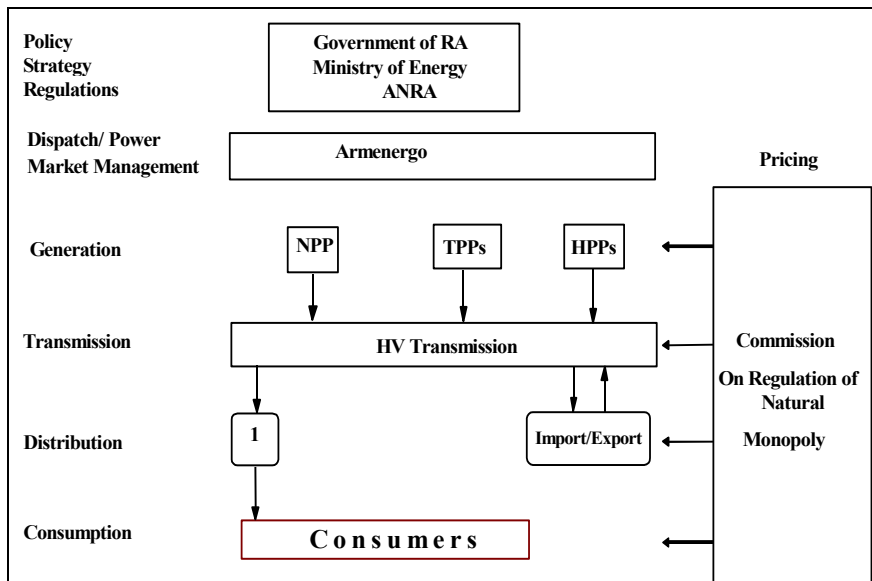 Policy
Strategy
Regulations
Government of RA
Ministry of Energy
ANRA
Dispatch/ Power
Market Management
Armenergo
Pricing
Generation
NPP
TPPs
HPPs
Transmission
HV Transmission
Commission
On Regulation of
Natural
Monopoly
Distribution
1
Import/Export
Consumption
Consumers